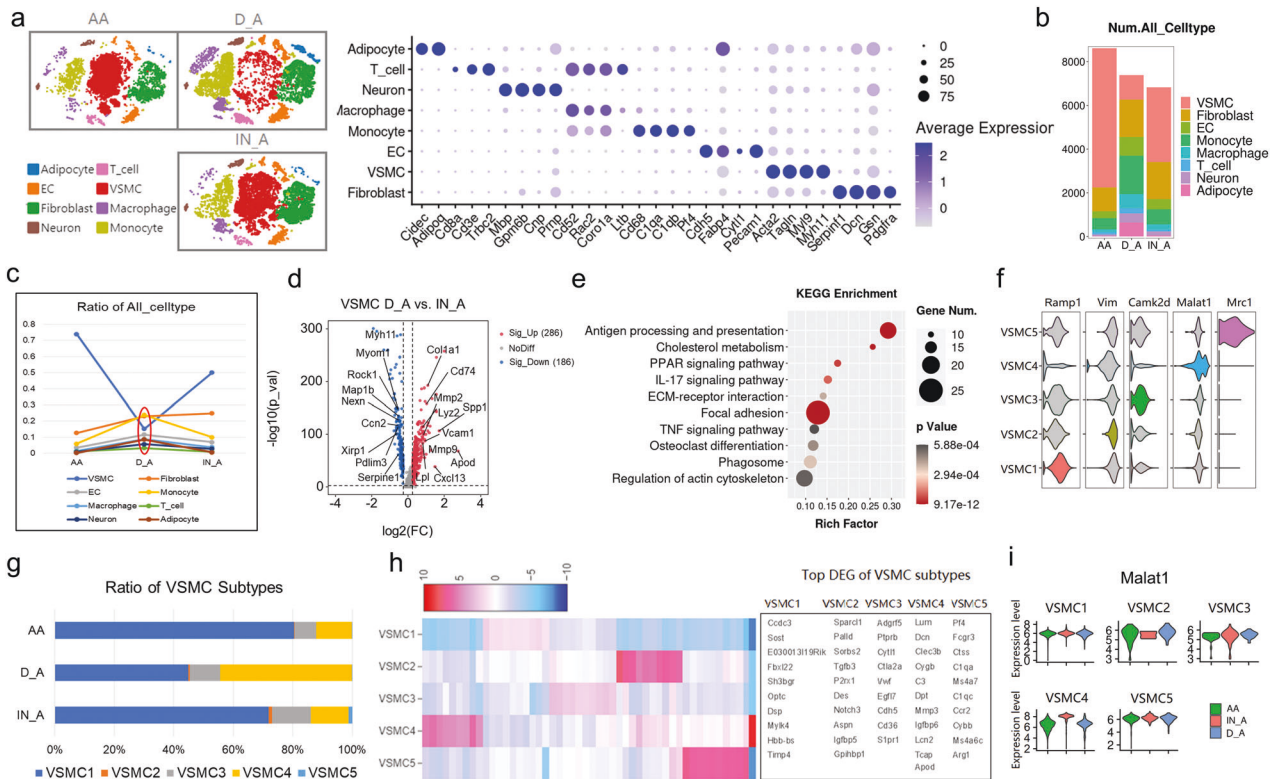 a
AA
D_A
IN_A
Adipocyte
T_cell
EC
VSMC
Fibroblast
Macrophage
Neuron
Monocyte
Adipocyte
T_cell
Neuron
Macrophage
Monocyte
EC
VSMC
Fibroblast
Cidec
Adipoq
Cd8a
Cd3e
Trbc2
Mbp
Gpm6b
Cnp
Prnp
Cd52
Rac2
Coro1a
Ltb
Cd68
C1qa
C1qb
Pf4
Cdh5
Fabp4
Cytl1
Pecam1
Acta2
Tagln
Myl9
Myh11
Serpinf1
Dcn
Gsn
Pdgfra
0
25
50
75
Average Expression
2
1
0
b
Num.All_Celltype
8000
6000
4000
2000
0
AA D_A IN_A
VSMC
Fibroblast
EC
Monocyte
Macrophage
T_cell
Neuron
Adipocyte
c
Ratio of All_celltype
0.8
0.7
0.6
0.5
0.4
0.3
0.2
0.1
0
AA D_A IN_A
VSMC Fibroblast
EC Monocyte
Macrophage T_cell
Neuron Adipocyte
d
VSMC D_A vs. IN_A
-log10(p_val)
300
200
100
0
Myh11
Myom1
Rock1
Map1b
Nexn
Ccn2
Xirp1
Pdlim3
Serpine1
Col1a1
Cd74
Mmp2
Lyz2
Spp1
Vcam1
Mmp9
Apod
Lpl
Cxcl13
−4 −2 0 2 4
log2(FC)
Sig_Up (286)
NoDiff
Sig_Down (186)
e
KEGG Enrichment
Antigen processing and presentation
Cholesterol metabolism
PPAR signaling pathway
IL-17 signaling pathway
ECM-receptor interaction
Focal adhesion
TNF signaling pathway
Osteoclast differentiation
Phagosome
Regulation of actin cytoskeleton
0.10 0.15 0.20 0.25 0.30
Rich Factor
Gene Num.
10
15
20
25
p Value
5.88e-04
2.94e-04
9.17e-12
f
Ramp1 Vim Camk2d Malat1 Mrc1
VSMC5
VSMC4
VSMC3
VSMC2
VSMC1
g
Ratio of VSMC Subtypes
AA
D_A
IN_A
0% 20% 40% 60% 80% 100%
VSMC1 VSMC2 VSMC3 VSMC4 VSMC5
h
10 5 0 -5 -10
VSMC1
VSMC2
VSMC3
VSMC4
VSMC5
Top DEG of VSMC subtypes
VSMC1 VSMC2 VSMC3 VSMC4 VSMC5
Ccdc3 Sparcl1 Adgrf5 Lum Pf4
Sost Palld Ptprb Dcn Fcgr3
E030013I19Rik Sorbs2 Cytl1 Clec3b Ctss
Fbxl22 Tgfb3 Ctla2a Cygb C1qa
Sh3bgr P2rx1 Vwf C3 Ms4a7
Optc Des Egfl7 Dpt C1qc
Dsp Notch3 Cdh5 Mmp3 Ccr2
Mylk4 Aspn Cd36 Igfbp6 Cybb
Hbb-bs Igfbp5 S1pr1 Lcn2 Ms4a6c
Timp4 Gpihbp1 Tcap Arg1
Apod
i
Malat1
VSMC1 VSMC2 VSMC3
Expression level
VSMC4 VSMC5
Expression level
AA
IN_A
D_A